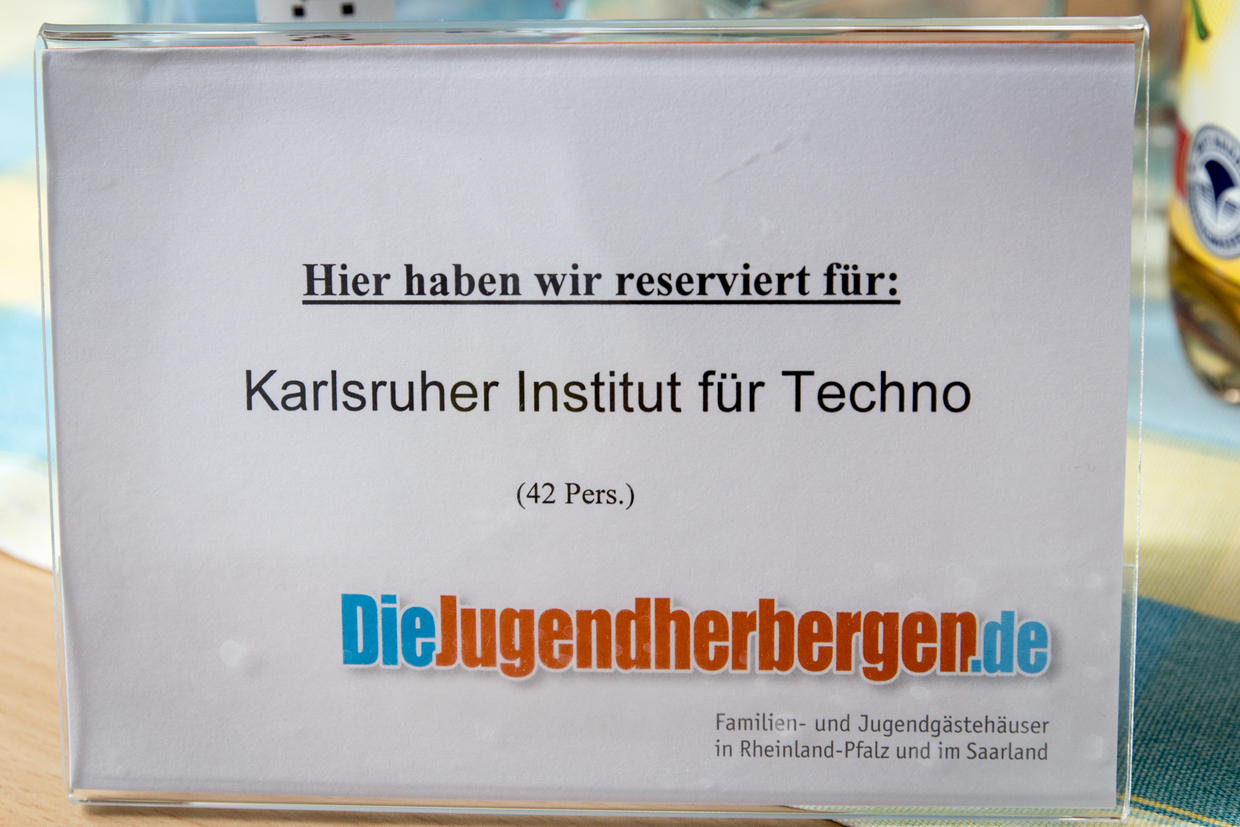 Hier haben wir reserviert für:
Karlsruher Institut für Techno
(42 Pers.)
DieJugendherbergen.de
Familien- und Jugendgästehäuser
in Rheinland-Pfalz und im Saarland